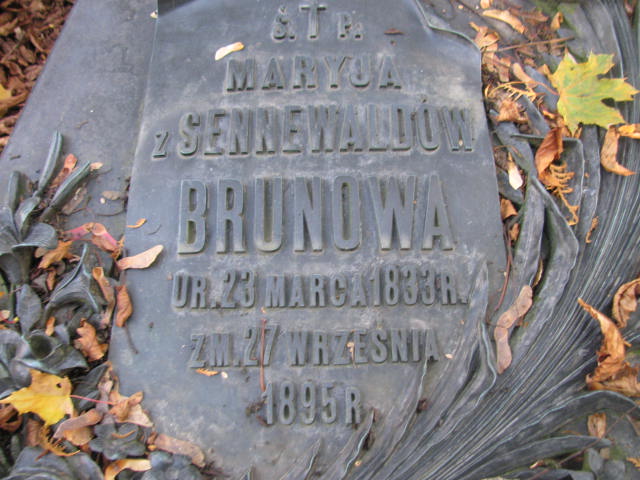 Ś.†P.
MARYJA
z SENNEWALDÓW
BRUNOWA
UR. 23 MARCA 1833 R.
ZM. 27 WRZEŚNIA
1895 R